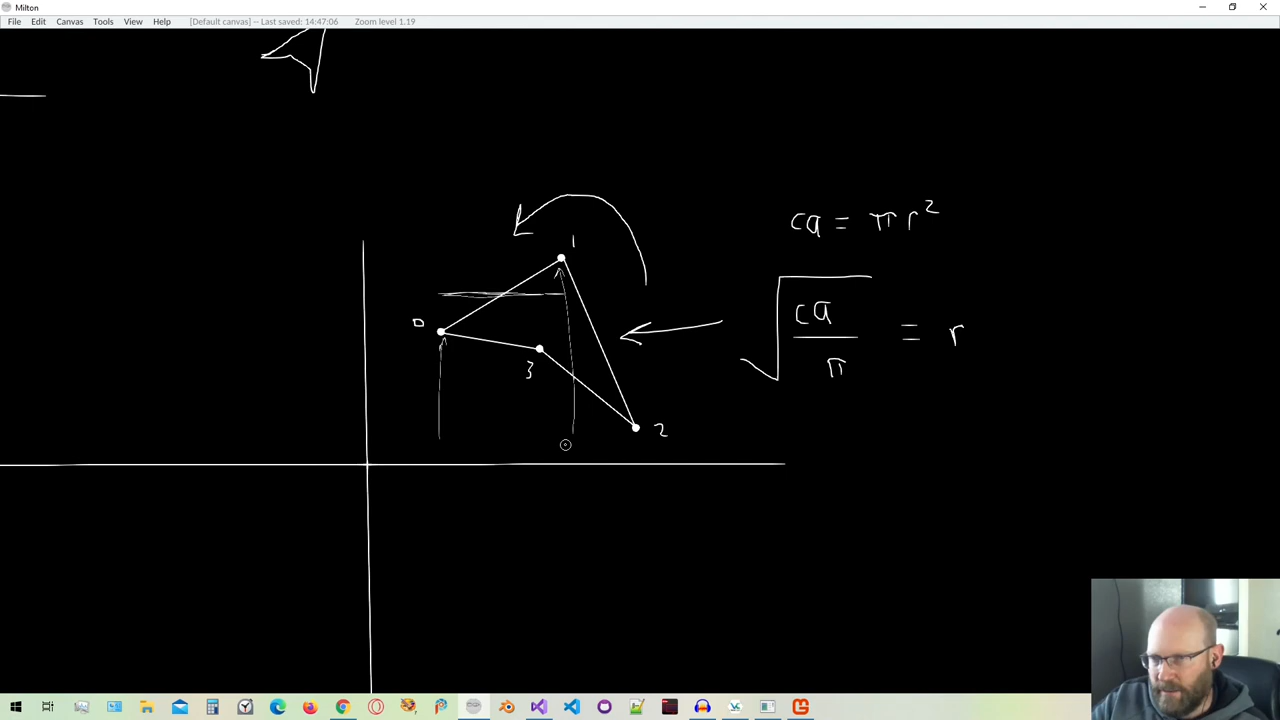 Milton
File Edit Canvas Tools View Help [Default canvas] -- Last saved: 14:47:06 Zoom level 1.19
ca = πr²
1
0
3
2
√(ca/π) = r